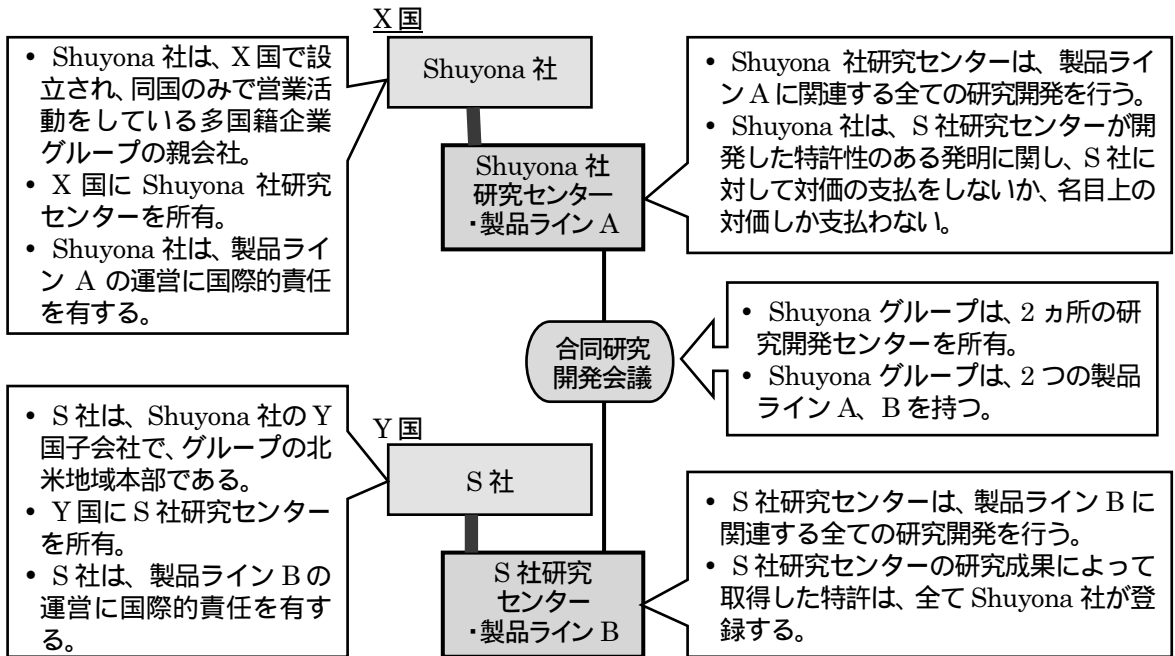 X 国
• Shuyona 社は、X 国で設
立され、同国のみで営業活
動をしている多国籍企業
グループの親会社。
• X 国に Shuyona 社研究
センターを所有。
• Shuyona 社は、製品ライ
ン A の運営に国際的責任
を有する。
Shuyona 社
Shuyona 社
研究センター
・製品ライン A
• Shuyona 社研究センターは、製品ライ
ン A に関連する全ての研究開発を行う。
• Shuyona 社は、S 社研究センターが開
発した特許性のある発明に関し、S 社に
対して対価の支払をしないか、名目上の
対価しか支払わない。
合同研究
開発会議
• Shuyona グループは、2 ヵ所の研
究開発センターを所有。
• Shuyona グループは、2 つの製品
ライン A、B を持つ。
• S 社は、Shuyona 社の Y
国子会社で、グループの北
米地域本部である。
• Y 国に S 社研究センター
を所有。
• S 社は、製品ライン B の
運営に国際的責任を有す
る。
Y 国
S 社
S 社研究
センター
・製品ライン B
• S 社研究センターは、製品ライン B に
関連する全ての研究開発を行う。
• S 社研究センターの研究成果によって
取得した特許は、全て Shuyona 社が登
録する。